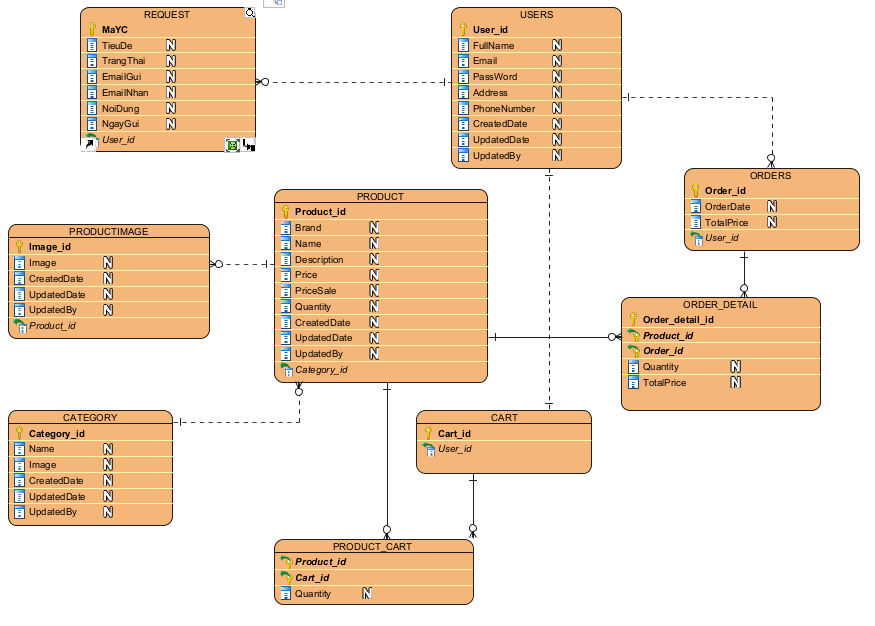 REQUEST
MaYC
TieuDe N
TrangThai N
EmailGui N
EmailNhan N
NoiDung N
NgayGui N
User_id
USERS
User_id
FullName N
Email N
PassWord N
Address N
PhoneNumber N
CreatedDate N
UpdatedDate N
UpdatedBy N
ORDERS
Order_id
OrderDate N
TotalPrice N
User_id
PRODUCT
Product_id
Brand N
Name N
Description N
Price N
PriceSale N
Quantity N
CreatedDate N
UpdatedDate N
UpdatedBy N
Category_id
PRODUCTIMAGE
Image_id
Image N
CreatedDate N
UpdatedDate N
UpdatedBy N
Product_id
ORDER_DETAIL
Order_detail_id
Product_id
Order_id
Quantity N
TotalPrice N
CATEGORY
Category_id
Name N
Image N
CreatedDate N
UpdatedDate N
UpdatedBy N
CART
Cart_id
User_id
PRODUCT_CART
Product_id
Cart_id
Quantity N